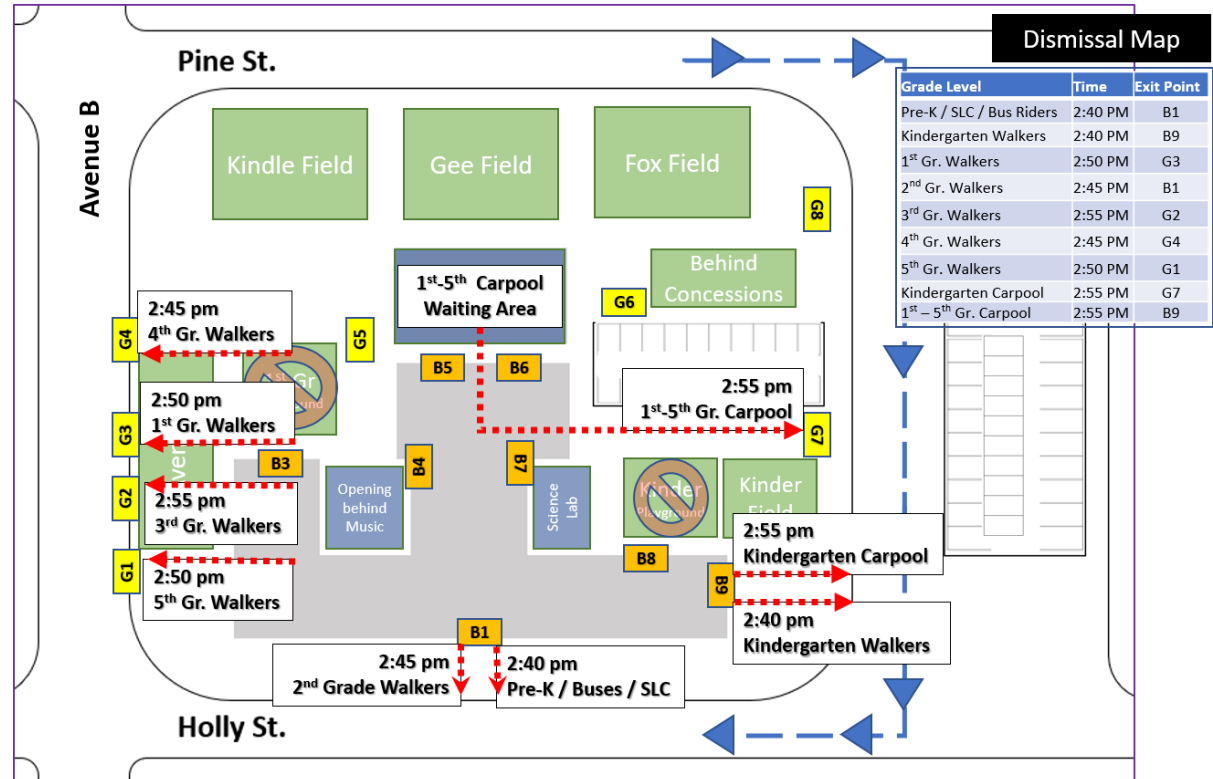 Dismissal Map
Pine St.
Avenue B
Grade Level Time Exit Point
Pre-K / SLC / Bus Riders 2:40 PM B1
Kindergarten Walkers 2:40 PM B9
1st Gr. Walkers 2:50 PM G3
2nd Gr. Walkers 2:45 PM B1
3rd Gr. Walkers 2:55 PM G2
4th Gr. Walkers 2:45 PM G4
5th Gr. Walkers 2:50 PM G1
Kindergarten Carpool 2:55 PM G7
1st – 5th Gr. Carpool 2:55 PM B9
Kindle Field
Gee Field
Fox Field
G8
1st-5th Carpool
Waiting Area
Behind
Concessions
G6
2:45 pm
4th Gr. Walkers
G4
G5
B5
B6
1st Gr
2:55 pm
1st-5th Gr. Carpool
G7
2:50 pm
1st Gr. Walkers
G3
B3
B4
B7
Opening
behind
Music
Science
Lab
Kinder
Playground
Kinder
Field
G2
2:55 pm
3rd Gr. Walkers
G1
2:50 pm
5th Gr. Walkers
B8
B9
2:55 pm
Kindergarten Carpool
2:40 pm
Kindergarten Walkers
B1
2:45 pm
2nd Grade Walkers
2:40 pm
Pre-K / Buses / SLC
Holly St.